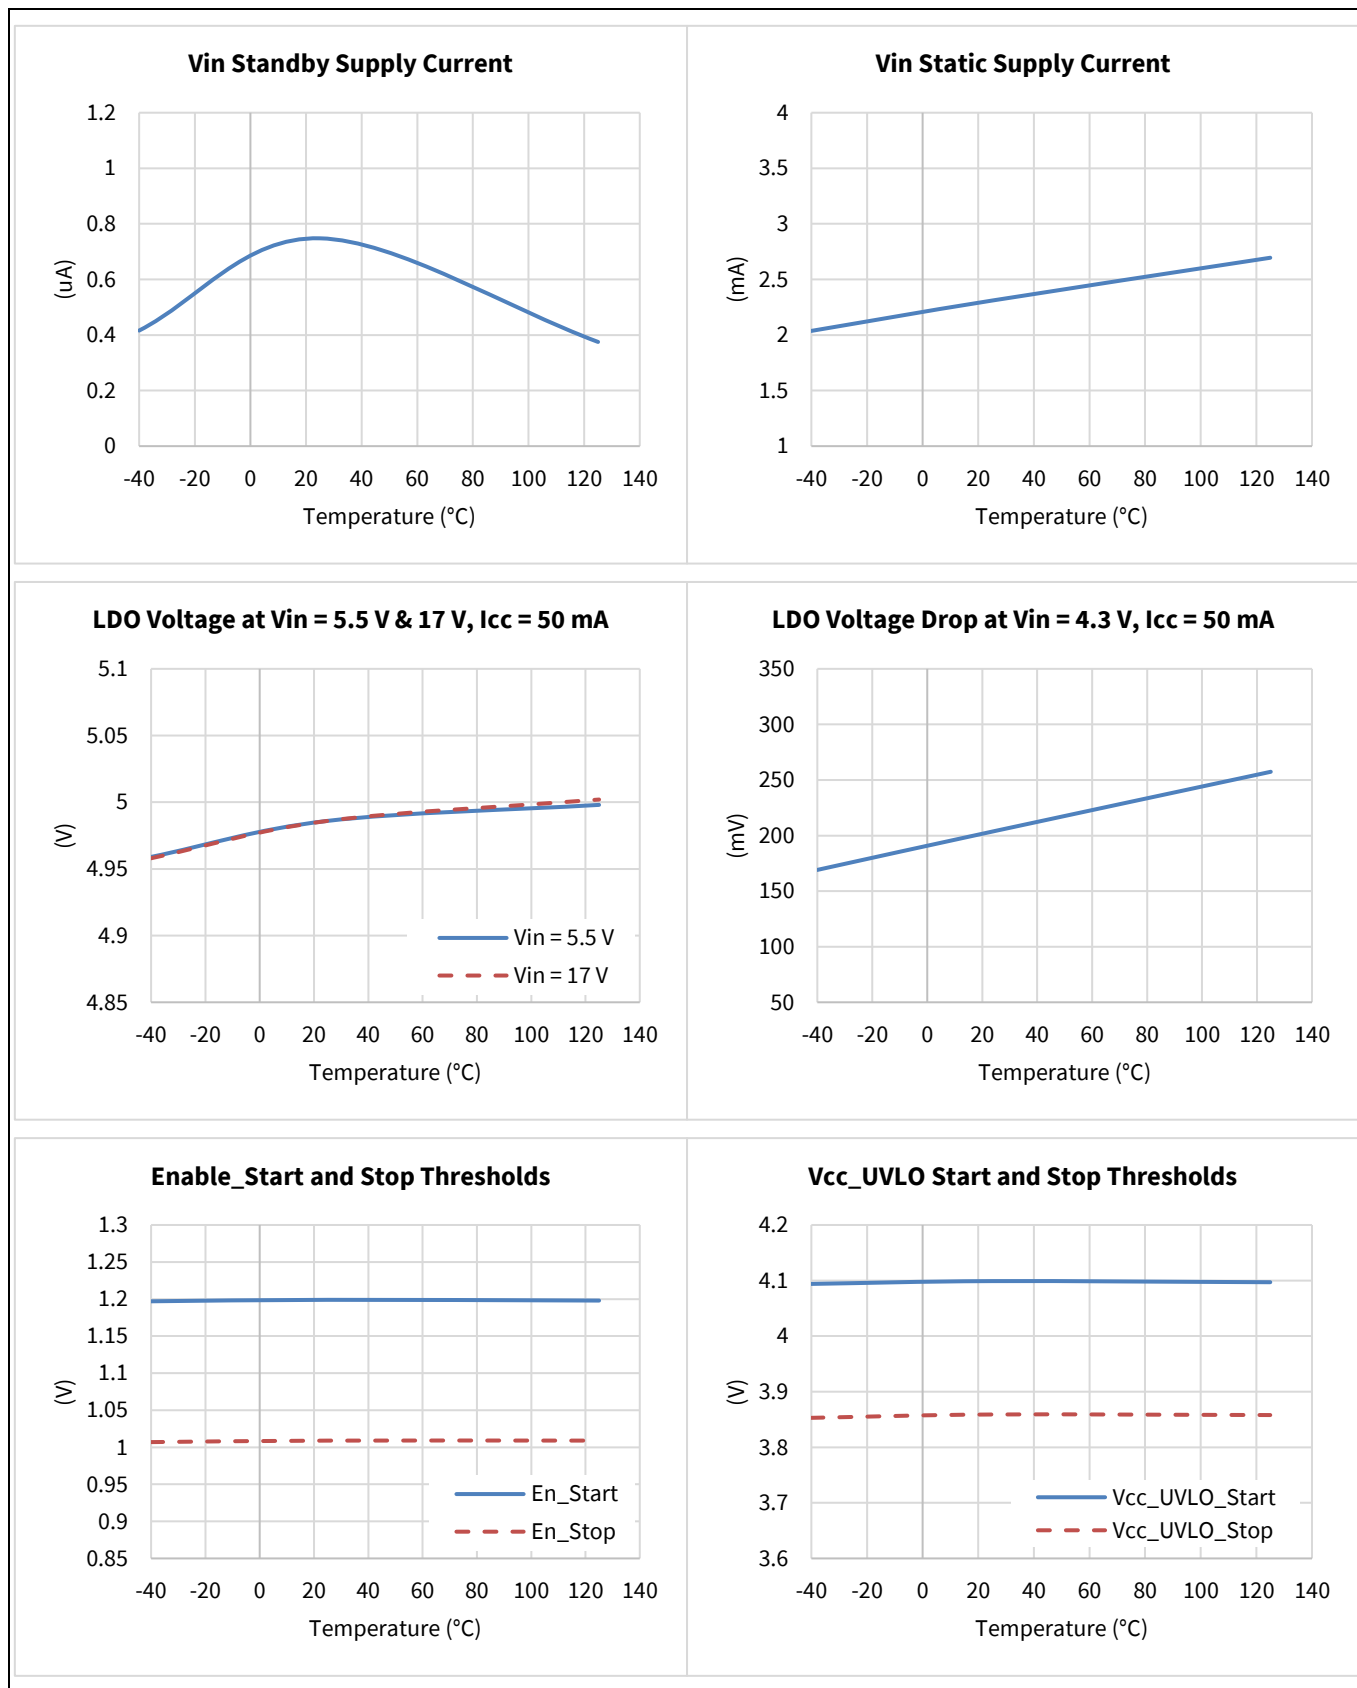 Vin Standby Supply Current
1.2
1
0.8
0.6
0.4
0.2
0
(uA)
-40 -20 0 20 40 60 80 100 120 140
Temperature (°C)
Vin Static Supply Current
4
3.5
3
2.5
2
1.5
1
(mA)
-40 -20 0 20 40 60 80 100 120 140
Temperature (°C)
LDO Voltage at Vin = 5.5 V & 17 V, Icc = 50 mA
5.1
5.05
5
4.95
4.9
4.85
(V)
Vin = 5.5 V
Vin = 17 V
-40 -20 0 20 40 60 80 100 120 140
Temperature (°C)
LDO Voltage Drop at Vin = 4.3 V, Icc = 50 mA
350
300
250
200
150
100
50
(mV)
-40 -20 0 20 40 60 80 100 120 140
Temperature (°C)
Enable_Start and Stop Thresholds
1.3
1.25
1.2
1.15
1.1
1.05
1
0.95
0.9
0.85
(V)
En_Start
En_Stop
-40 -20 0 20 40 60 80 100 120 140
Temperature (°C)
Vcc_UVLO Start and Stop Thresholds
4.2
4.1
4
3.9
3.8
3.7
3.6
(V)
Vcc_UVLO_Start
Vcc_UVLO_Stop
-40 -20 0 20 40 60 80 100 120 140
Temperature (°C)